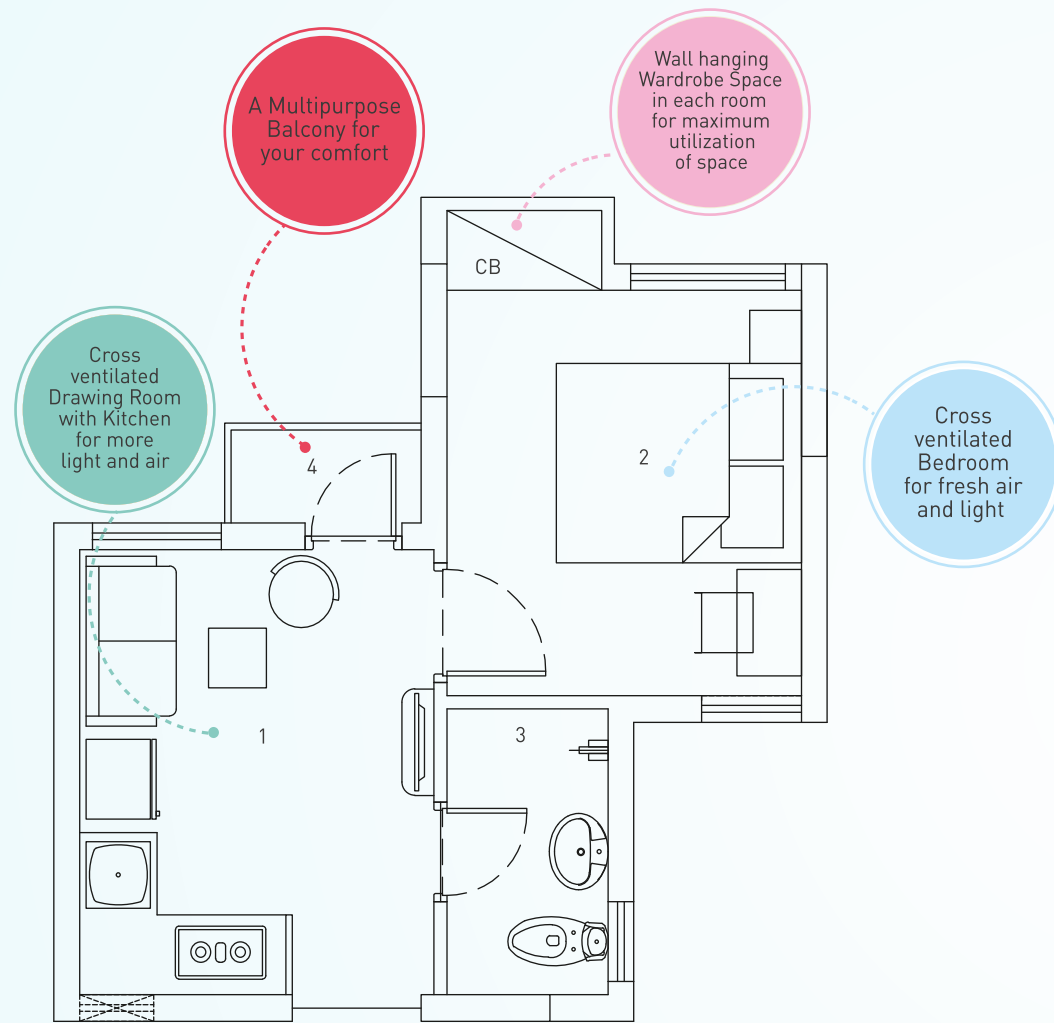 A Multipurpose
Balcony for
your comfort
Wall hanging
Wardrobe Space
in each room
for maximum
utilization
of space
CB
Cross
ventilated
Drawing Room
with Kitchen
for more
light and air
Cross
ventilated
Bedroom
for fresh air
and light
4
2
1
3